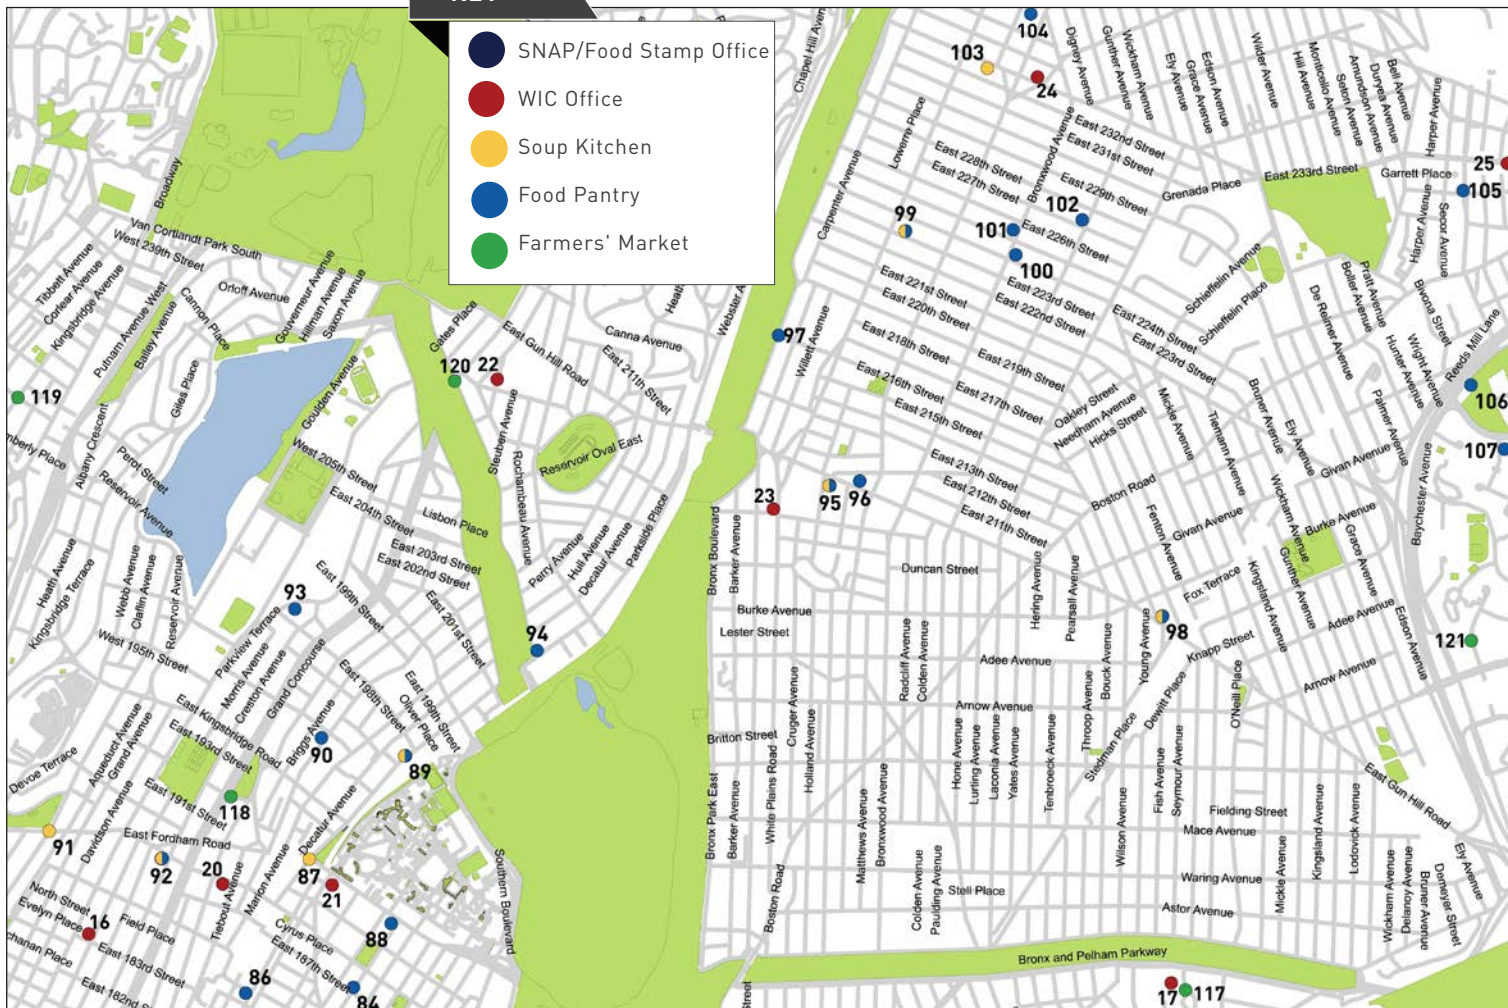 SNAP/Food Stamp Office
WIC Office
Soup Kitchen
Food Pantry
Farmers' Market
104
103
24
Chapel Hill Aven
Digney Avenue
Gunther Avenue
Wickham Avenue
Ely Avenue
Grace Avenue
Edson Avenue
Wilder Avenue
Monticello Avenue
Hill Avenue
Seton Avenue
Amundson Avenue
Duryea Avenue
Bell Avenue
Harper Avenue
25
Lowerre Place
East 232nd Street
East 231st Street
East 228th Street
East 227th Street
Bronxwood Avenue
East 229th Street
Grenada Place
East 233rd Street
Garrett Place
105
Broadway
Carpenter Avenue
99
101
102
East 226th Street
100
Harper Avenue
Secor Avenue
Van Cortlandt Park South
West 239th Street
Tibbett Avenue
Corlear Avenue
Kingsbridge Avenue
Orloff Avenue
Gouverneur Avenue
Hillman Avenue
Saxon Avenue
Putnam Avenue West
Bailey Avenue
Cannon Place
Gates Place
East Gun Hill Road
Canna Avenue
East 211th Street
Heath
Webster A
97
Willett Avenue
East 221st Street
East 220th Street
East 218th Street
East 216th Street
East 215th Street
East 223rd Street
East 222nd Street
East 219th Street
East 217th Street
East 224th Street
East 223rd Street
Schieffelin Avenue
Schieffelin Place
De Reimer Avenue
Boller Avenue
Pratt Avenue
Bivona Street
Reeds Mill Lane
Hunter Avenue
Wright Avenue
Palmer Avenue
106
107
119
Giles Place
Goulden Avenue
120
22
Steuben Avenue
Rochambeau Avenue
Reservoir Oval East
mberly Place
Albany Crescent
Perot Street
Reservoir Avenue
West 205th Street
East 204th Street
Lisbon Place
East 203rd Street
East 202nd Street
Perry Avenue
Hull Avenue
Decatur Avenue
Parkside Place
23
95
96
East 213th Street
East 212th Street
East 211th Street
Oakley Street
Needham Avenue
Hicks Street
Mickle Avenue
Tiemann Avenue
Bruner Avenue
Ely Avenue
Givan Avenue
Boston Road
Fenton Avenue
Givan Avenue
Wickham Avenue
Burke Avenue
Grace Avenue
Baychester Avenue
Heath Avenue
Kingsbridge Terrace
Webb Avenue
Claflin Avenue
Reservoir Avenue
93
East 199th Street
East 201st Street
94
Bronx Boulevard
Barker Avenue
Burke Avenue
Lester Street
Duncan Street
Hering Avenue
Pearsall Avenue
Fox Terrace
Kingsland Avenue
Gunther Avenue
Adee Avenue
Edson Avenue
121
98
Young Avenue
Knapp Street
West 195th Street
Parkview Terrace
Morris Avenue
Creston Avenue
Grand Concourse
East 198th Street
East 199th Street
Oliver Place
Adee Avenue
Radcliff Avenue
Colden Avenue
Bouck Avenue
Arnow Avenue
Arnow Avenue
O'Neill Place
Dewitt Place
Stedman Place
Throop Avenue
East Kingsbridge Road
East 193rd Street
Briggs Avenue
90
89
Britton Street
Cruger Avenue
Holland Avenue
White Plains Road
Devoe Terrace
Aqueduct Avenue
Grand Avenue
East 191st Street
118
Davidson Avenue
Decatur Avenue
Bronx Park East
Barker Avenue
Matthews Avenue
Bronxwood Avenue
Hone Avenue
Lurting Avenue
Laconia Avenue
Yates Avenue
Tenbroeck Avenue
Wilson Avenue
Fish Avenue
Seymour Avenue
Fielding Street
Mace Avenue
Kingsland Avenue
Lodovick Avenue
East Gun Hill Road
91
East Fordham Road
92
20
Tiebout Avenue
Marion Avenue
87
21
Southern Boulevard
Boston Road
Colden Avenue
Paulding Avenue
Stell Place
Waring Avenue
Astor Avenue
Mickle Avenue
Wickham Avenue
Delanoy Avenue
Bruner Avenue
Demeyer Street
Ely Avenue
North Street
Evelyn Place
16
Field Place
East 183rd Street
chanan Place
East 182nd St
Cyrus Place
88
East 187th Street
86
84
Bronx and Pelham Parkway
17
117
Street